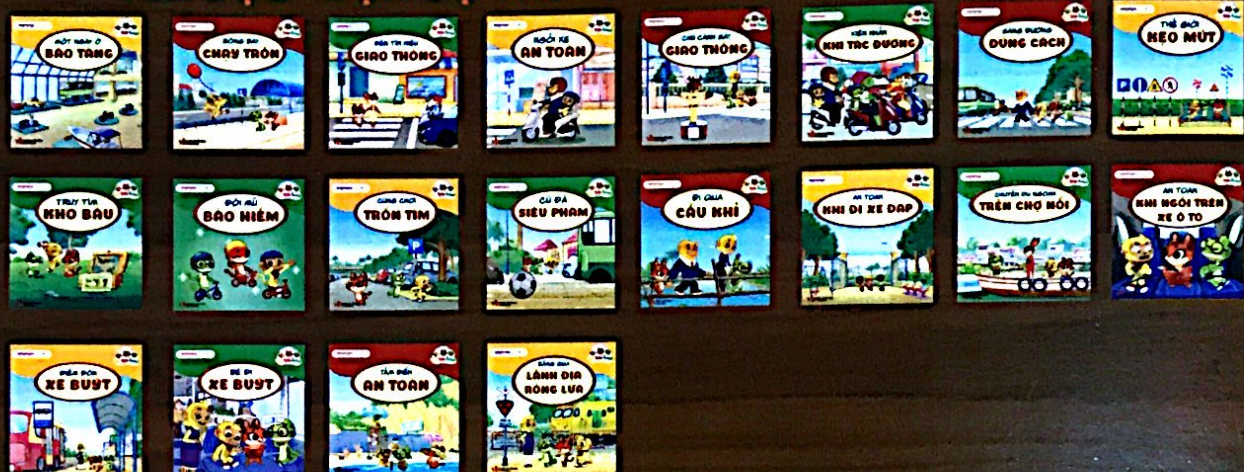 MỘT NGÀY Ở
BẢO TÀNG
BÓNG BAY
CHẠY TRỐN
ĐÈN TÍN HIỆU
GIAO THÔNG
NGỒI XE
AN TOÀN
CHÚ CẢNH SÁT
GIAO THÔNG
KIÊN NHẪN
KHI TẮC ĐƯỜNG
SANG ĐƯỜNG
ĐÚNG CÁCH
THẾ GIỚI
KẸO MÚT
TRUY TÌM
KHO BÁU
ĐỘI MŨ
BẢO HIỂM
CÙNG CHƠI
TRỐN TÌM
CÚ ĐÁ
SIÊU PHẠM
ĐI QUA
CẦU KHỈ
AN TOÀN
KHI ĐI XE ĐẠP
CHUYẾN DU NGOẠN
TRÊN CHỢ NỔI
AN TOÀN
KHI NGỒI TRÊN
XE Ô TÔ
ĐIỂM ĐÓN
XE BUÝT
BÉ ĐI
XE BUÝT
TẮM BIỂN
AN TOÀN
BĂNG QUA
LÃNH ĐỊA
RỒNG LỬA